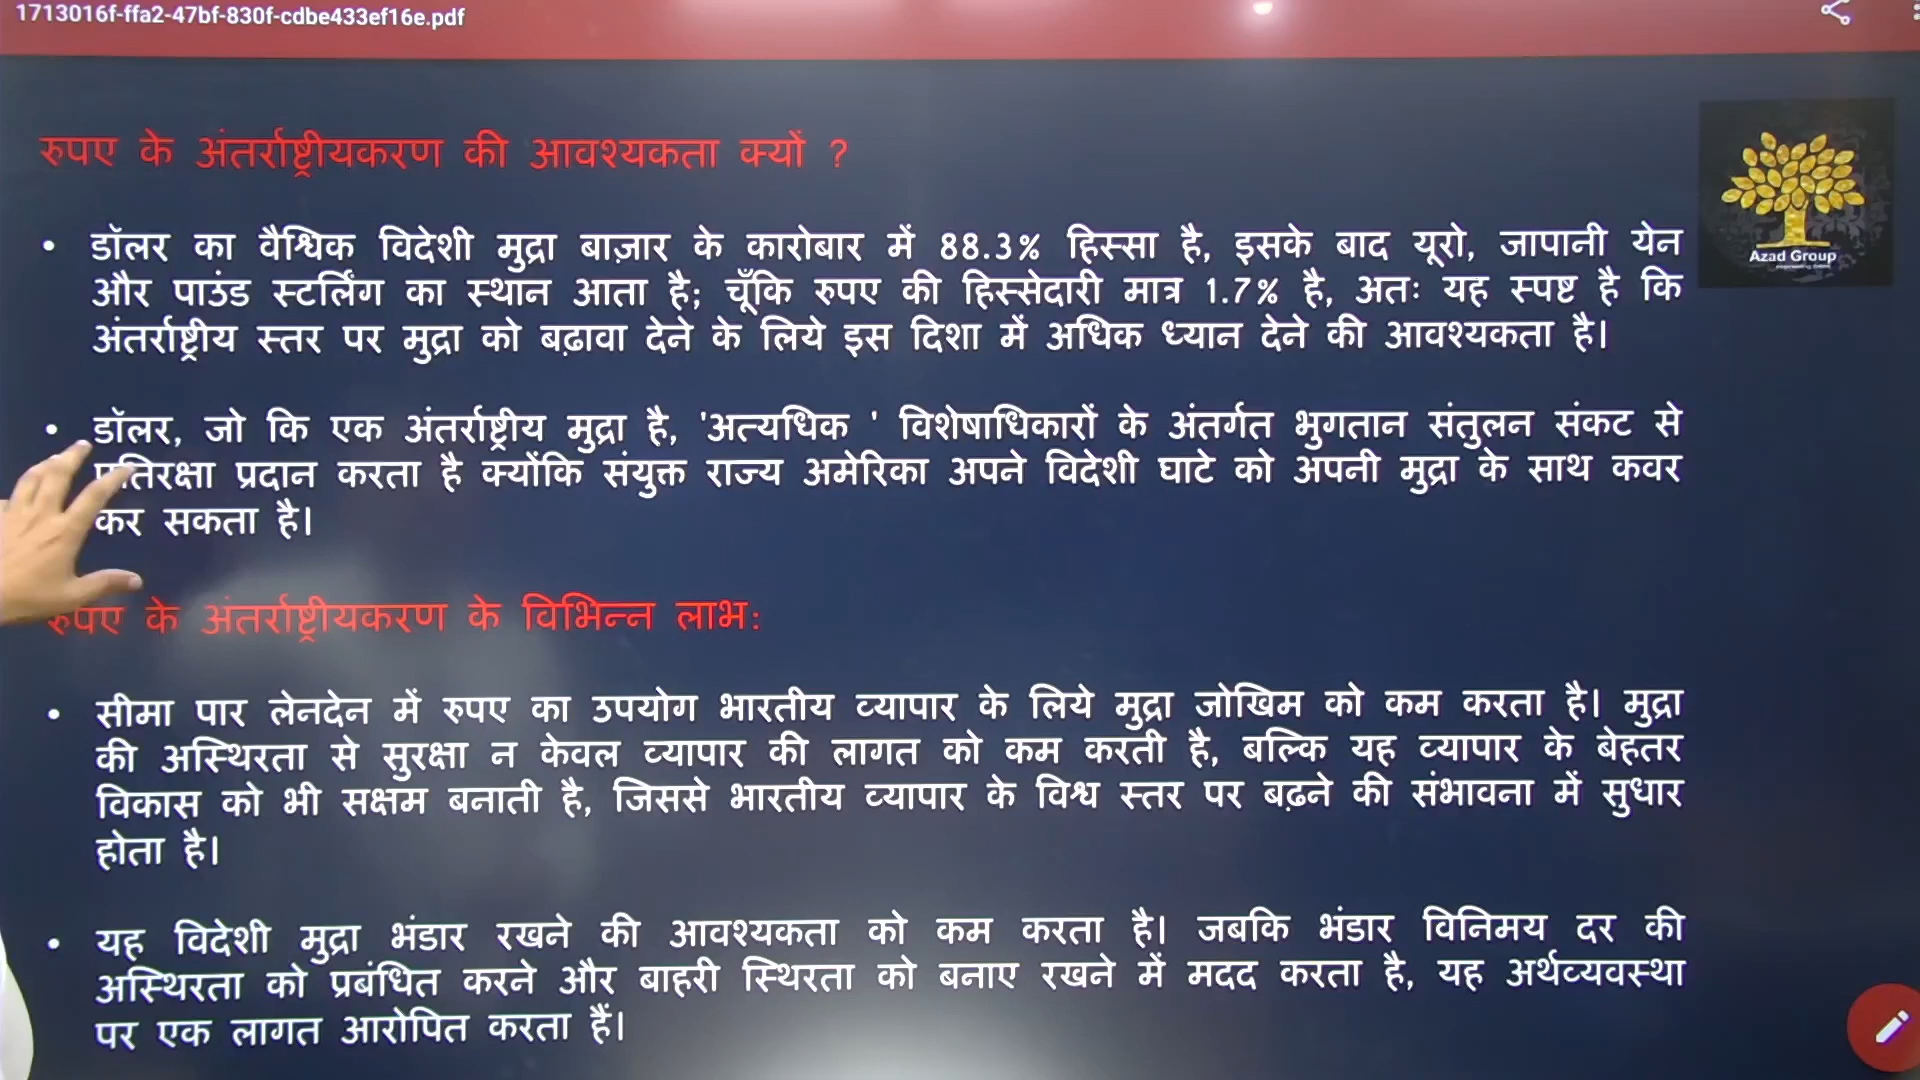 1713016f-ffa2-47bf-830f-cdbe433ef16e.pdf
रुपए के अंतर्राष्ट्रीयकरण की आवश्यकता क्यों ?
• डॉलर का वैश्विक विदेशी मुद्रा बाज़ार के कारोबार में 88.3% हिस्सा है, इसके बाद यूरो, जापानी येन
और पाउंड स्टर्लिंग का स्थान आता है; चूँकि रुपए की हिस्सेदारी मात्र 1.7% है, अतः यह स्पष्ट है कि
अंतर्राष्ट्रीय स्तर पर मुद्रा को बढ़ावा देने के लिये इस दिशा में अधिक ध्यान देने की आवश्यकता है।
• डॉलर, जो कि एक अंतर्राष्ट्रीय मुद्रा है, 'अत्यधिक ' विशेषाधिकारों के अंतर्गत भुगतान संतुलन संकट से
प्रतिरक्षा प्रदान करता है क्योंकि संयुक्त राज्य अमेरिका अपने विदेशी घाटे को अपनी मुद्रा के साथ कवर
कर सकता है।
रुपए के अंतर्राष्ट्रीयकरण के विभिन्न लाभ:
• सीमा पार लेनदेन में रुपए का उपयोग भारतीय व्यापार के लिये मुद्रा जोखिम को कम करता है। मुद्रा
की अस्थिरता से सुरक्षा न केवल व्यापार की लागत को कम करती है, बल्कि यह व्यापार के बेहतर
विकास को भी सक्षम बनाती है, जिससे भारतीय व्यापार के विश्व स्तर पर बढ़ने की संभावना में सुधार
होता है।
• यह विदेशी मुद्रा भंडार रखने की आवश्यकता को कम करता है। जबकि भंडार विनिमय दर की
अस्थिरता को प्रबंधित करने और बाहरी स्थिरता को बनाए रखने में मदद करता है, यह अर्थव्यवस्था
पर एक लागत आरोपित करता हैं।
Azad Group